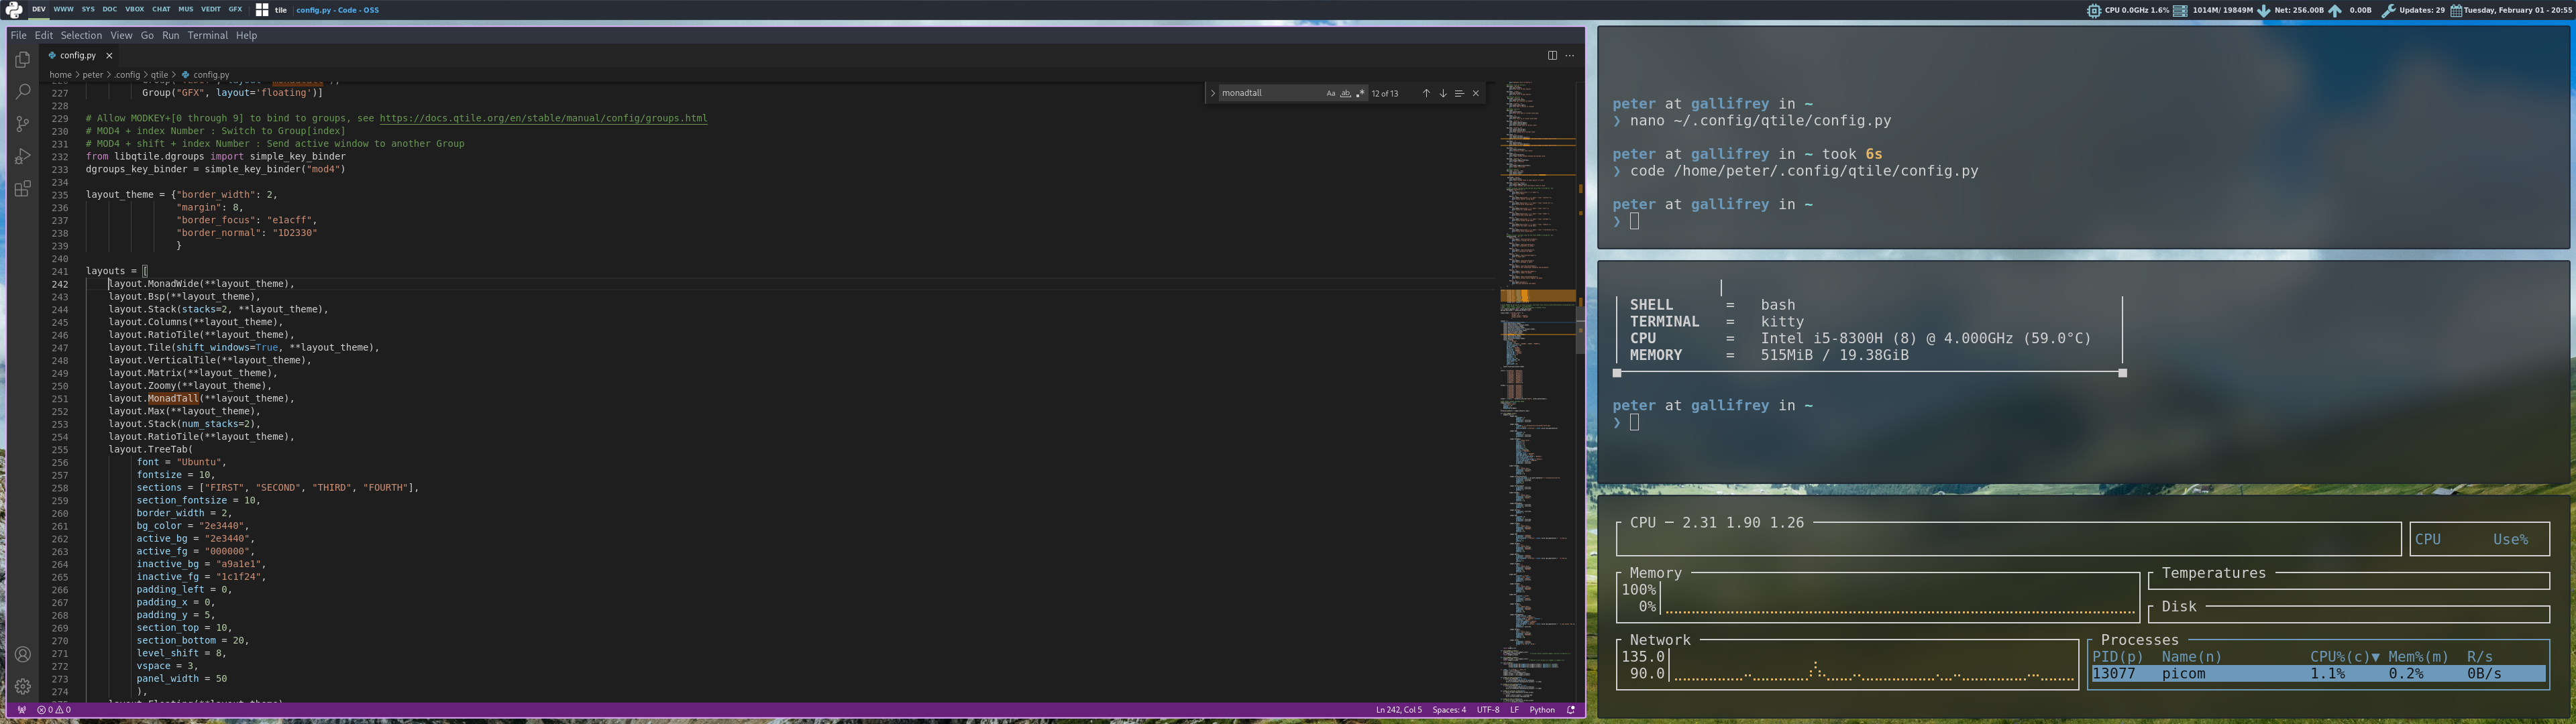 DEV WWW SYS DOC VBOX CHAT MUS VEDIT GFX tile | config.py - Code - OSS
CPU 0.0GHz 1.6% 1014M/ 19849M Net: 256.00B 0.00B Updates: 29 Tuesday, February 01 - 20:55
File Edit Selection View Go Run Terminal Help
config.py
home > peter > .config > qtile > config.py
monadtall Aa ab 12 of 13
227 Group("GFX", layout='floating')]
228
229 # Allow MODKEY+[0 through 9] to bind to groups, see https://docs.qtile.org/en/stable/manual/config/groups.html
230 # MOD4 + index Number : Switch to Group[index]
231 # MOD4 + shift + index Number : Send active window to another Group
232 from libqtile.dgroups import simple_key_binder
233 dgroups_key_binder = simple_key_binder("mod4")
234
235 layout_theme = {"border_width": 2,
236 "margin": 8,
237 "border_focus": "e1acff",
238 "border_normal": "1D2330"
239 }
240
241 layouts = [
242 layout.MonadWide(**layout_theme),
243 layout.Bsp(**layout_theme),
244 layout.Stack(stacks=2, **layout_theme),
245 layout.Columns(**layout_theme),
246 layout.RatioTile(**layout_theme),
247 layout.Tile(shift_windows=True, **layout_theme),
248 layout.VerticalTile(**layout_theme),
249 layout.Matrix(**layout_theme),
250 layout.Zoomy(**layout_theme),
251 layout.MonadTall(**layout_theme),
252 layout.Max(**layout_theme),
253 layout.Stack(num_stacks=2),
254 layout.RatioTile(**layout_theme),
255 layout.TreeTab(
256 font = "Ubuntu",
257 fontsize = 10,
258 sections = ["FIRST", "SECOND", "THIRD", "FOURTH"],
259 section_fontsize = 10,
260 border_width = 2,
261 bg_color = "2e3440",
262 active_bg = "2e3440",
263 active_fg = "000000",
264 inactive_bg = "a9a1e1",
265 inactive_fg = "1c1f24",
266 padding_left = 0,
267 padding_x = 0,
268 padding_y = 5,
269 section_top = 10,
270 section_bottom = 20,
271 level_shift = 8,
272 vspace = 3,
273 panel_width = 50
274 ),
0 0 Ln 242, Col 5 Spaces: 4 UTF-8 LF Python
peter at gallifrey in ~
❯ nano ~/.config/qtile/config.py
peter at gallifrey in ~ took 6s
❯ code /home/peter/.config/qtile/config.py
peter at gallifrey in ~
❯
SHELL = bash
TERMINAL = kitty
CPU = Intel i5-8300H (8) @ 4.000GHz (59.0°C)
MEMORY = 515MiB / 19.38GiB
peter at gallifrey in ~
❯
CPU — 2.31 1.90 1.26
CPU Use%
Memory
100%
0%
Temperatures
Disk
Network
135.0
90.0
Processes
PID(p) Name(n) CPU%(c)▼ Mem%(m) R/s
13077 picom 1.1% 0.2% 0B/s